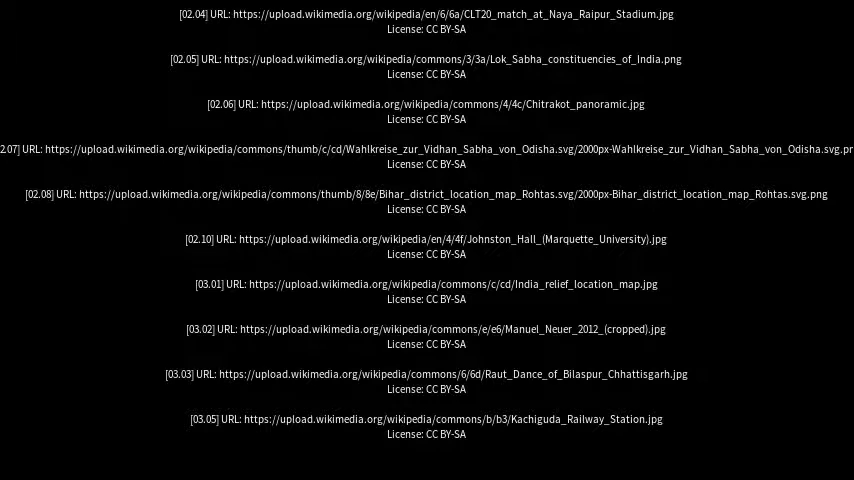 [02.04] URL: https://upload.wikimedia.org/wikipedia/en/6/6a/CLT20_match_at_Naya_Raipur_Stadium.jpg
License: CC BY-SA
[02.05] URL: https://upload.wikimedia.org/wikipedia/commons/3/3a/Lok_Sabha_constituencies_of_India.png
License: CC BY-SA
[02.06] URL: https://upload.wikimedia.org/wikipedia/commons/4/4c/Chitrakot_panoramic.jpg
License: CC BY-SA
2.07] URL: https://upload.wikimedia.org/wikipedia/commons/thumb/c/cd/Wahlkreise_zur_Vidhan_Sabha_von_Odisha.svg/2000px-Wahlkreise_zur_Vidhan_Sabha_von_Odisha.svg.pr
License: CC BY-SA
[02.08] URL: https://upload.wikimedia.org/wikipedia/commons/thumb/8/8e/Bihar_district_location_map_Rohtas.svg/2000px-Bihar_district_location_map_Rohtas.svg.png
License: CC BY-SA
[02.10] URL: https://upload.wikimedia.org/wikipedia/en/4/4f/Johnston_Hall_(Marquette_University).jpg
License: CC BY-SA
[03.01] URL: https://upload.wikimedia.org/wikipedia/commons/c/cd/India_relief_location_map.jpg
License: CC BY-SA
[03.02] URL: https://upload.wikimedia.org/wikipedia/commons/e/e6/Manuel_Neuer_2012_(cropped).jpg
License: CC BY-SA
[03.03] URL: https://upload.wikimedia.org/wikipedia/commons/6/6d/Raut_Dance_of_Bilaspur_Chhattisgarh.jpg
License: CC BY-SA
[03.05] URL: https://upload.wikimedia.org/wikipedia/commons/b/b3/Kachiguda_Railway_Station.jpg
License: CC BY-SA